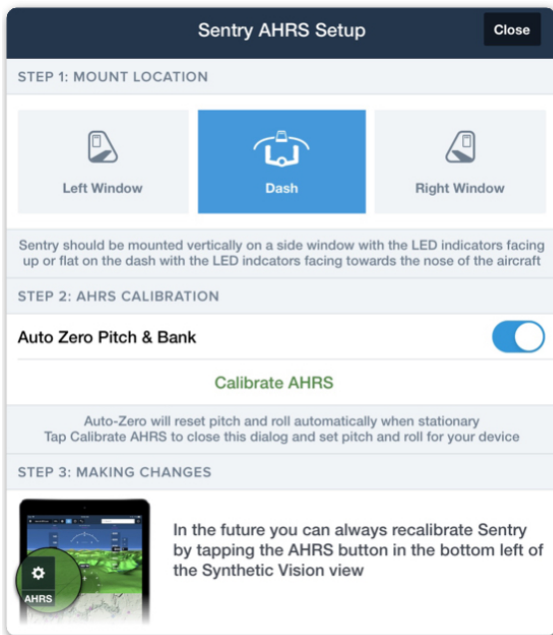 Sentry AHRS Setup
Close
STEP 1: MOUNT LOCATION
Left Window
Dash
Right Window
Sentry should be mounted vertically on a side window with the LED indicators facing
up or flat on the dash with the LED indcators facing towards the nose of the aircraft
STEP 2: AHRS CALIBRATION
Auto Zero Pitch & Bank
Calibrate AHRS
Auto-Zero will reset pitch and roll automatically when stationary
Tap Calibrate AHRS to close this dialog and set pitch and roll for your device
STEP 3: MAKING CHANGES
In the future you can always recalibrate Sentry
by tapping the AHRS button in the bottom left of
the Synthetic Vision view
AHRS